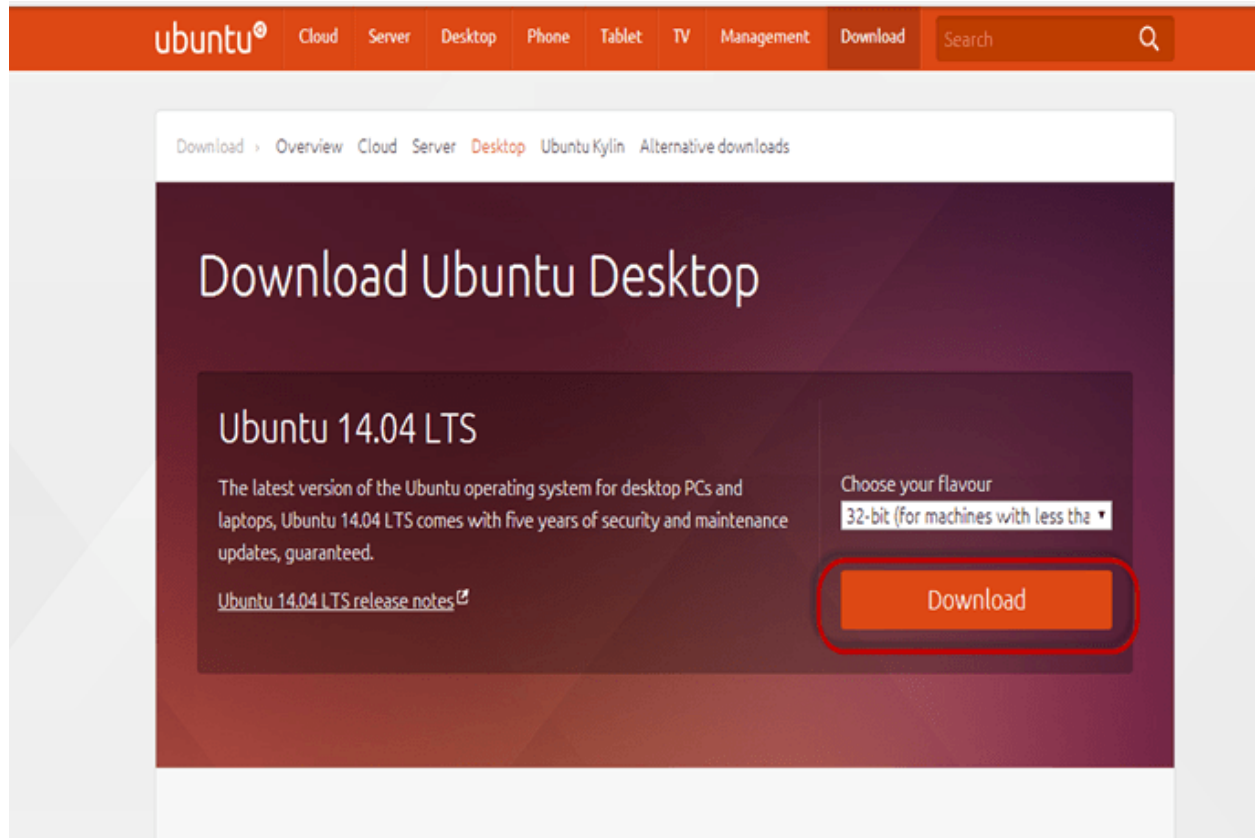 ubuntu® Cloud Server Desktop Phone Tablet TV Management Download Search
Download › Overview Cloud Server Desktop Ubuntu Kylin Alternative downloads
Download Ubuntu Desktop
Ubuntu 14.04 LTS
The latest version of the Ubuntu operating system for desktop PCs and
laptops, Ubuntu 14.04 LTS comes with five years of security and maintenance
updates, guaranteed.
Ubuntu 14.04 LTS release notes
Choose your flavour
32-bit (for machines with less tha
Download